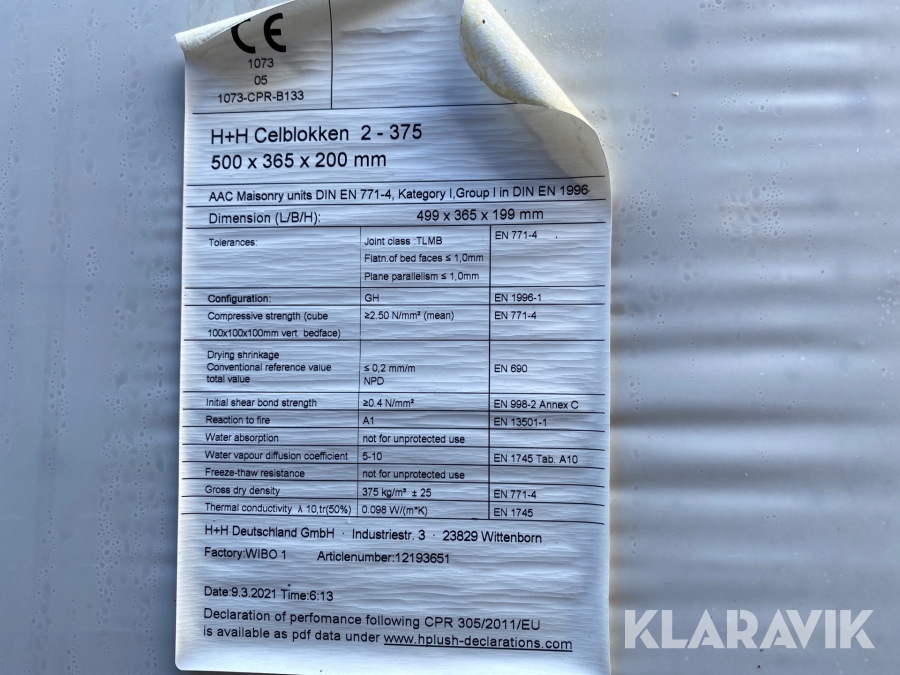 CE
1073
05
1073-CPR-B133
H+H Celblokken 2 - 375
500 x 365 x 200 mm
AAC Maisonry units DIN EN 771-4, Kategory I,Group I in DIN EN 1996-
Dimension (L/B/H): 499 x 365 x 199 mm
Tolerances: Joint class :TLMB EN 771-4
Flatn.of bed faces ≤ 1,0mm
Plane parallelism ≤ 1,0mm
Configuration: GH EN 1996-1
Compressive strength (cube ≥2.50 N/mm² (mean) EN 771-4
100x100x100mm vert. bedface)
Drying shrinkage
Conventional reference value ≤ 0,2 mm/m EN 690
total value NPD
Initial shear bond strength ≥0.4 N/mm² EN 998-2 Annex C
Reaction to fire A1 EN 13501-1
Water absorption not for unprotected use
Water vapour diffusion coefficient 5-10 EN 1745 Tab. A10
Freeze-thaw resistance not for unprotected use
Gross dry density 375 kg/m³ ± 25 EN 771-4
Thermal conductivity λ 10,tr(50%) 0.098 W/(m*K) EN 1745
H+H Deutschland GmbH · Industriestr. 3 · 23829 Wittenborn
Factory:WIBO 1 Articlenumber:12193651
Date:9.3.2021 Time:6:13
Declaration of perfomance following CPR 305/2011/EU
is available as pdf data under www.hplush-declarations.com
KLARAVIK